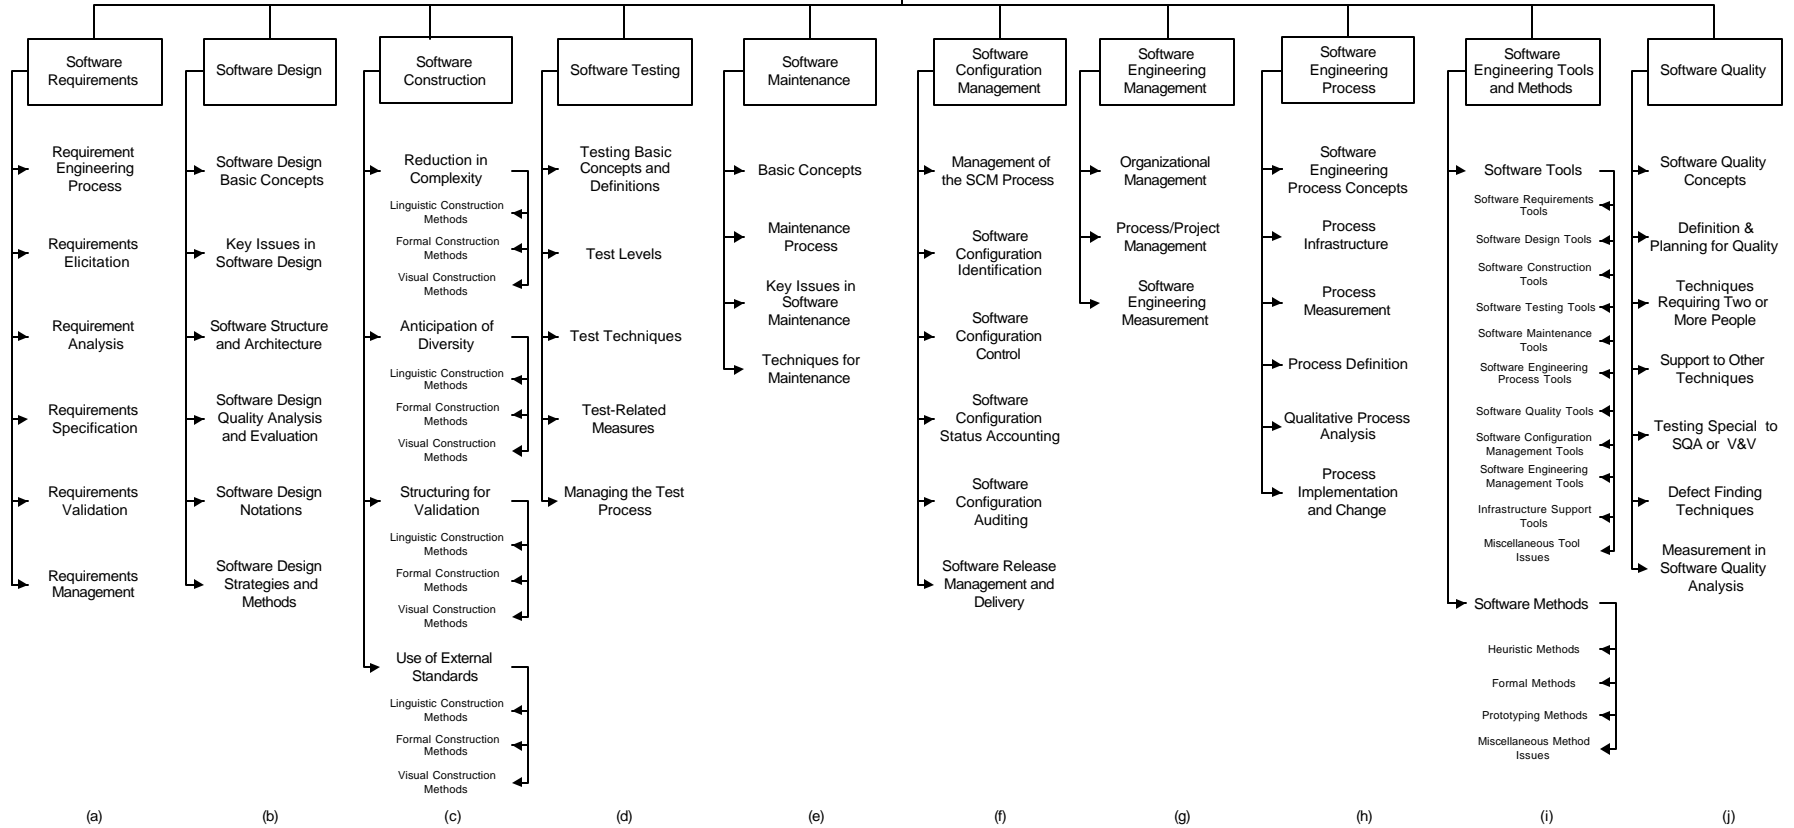 Software
Requirements
Requirement
Engineering
Process
Requirements
Elicitation
Requirement
Analysis
Requirements
Specification
Requirements
Validation
Requirements
Management
(a)
Software Design
Software Design
Basic Concepts
Key Issues in
Software Design
Software Structure
and Architecture
Software Design
Quality Analysis
and Evaluation
Software Design
Notations
Software Design
Strategies and
Methods
(b)
Software
Construction
Reduction in
Complexity
Linguistic Construction
Methods
Formal Construction
Methods
Visual Construction
Methods
Anticipation of
Diversity
Linguistic Construction
Methods
Formal Construction
Methods
Visual Construction
Methods
Structuring for
Validation
Linguistic Construction
Methods
Formal Construction
Methods
Visual Construction
Methods
Use of External
Standards
Linguistic Construction
Methods
Formal Construction
Methods
Visual Construction
Methods
(c)
Software Testing
Testing Basic
Concepts and
Definitions
Test Levels
Test Techniques
Test-Related
Measures
Managing the Test
Process
(d)
Software
Maintenance
Basic Concepts
Maintenance
Process
Key Issues in
Software
Maintenance
Techniques for
Maintenance
(e)
Software
Configuration
Management
Management of
the SCM Process
Software
Configuration
Identification
Software
Configuration
Control
Software
Configuration
Status Accounting
Software
Configuration
Auditing
Software Release
Management and
Delivery
(f)
Software
Engineering
Management
Organizational
Management
Process/Project
Management
Software
Engineering
Measurement
(g)
Software
Engineering
Process
Software
Engineering
Process Concepts
Process
Infrastructure
Process
Measurement
Process Definition
Qualitative Process
Analysis
Process
Implementation
and Change
(h)
Software
Engineering Tools
and Methods
Software Tools
Software Requirements
Tools
Software Design Tools
Software Construction
Tools
Software Testing Tools
Software Maintenance
Tools
Software Engineering
Process Tools
Software Quality Tools
Software Configuration
Management Tools
Software Engineering
Management Tools
Infrastructure Support
Tools
Miscellaneous Tool
Issues
Software Methods
Heuristic Methods
Formal Methods
Prototyping Methods
Miscellaneous Method
Issues
(i)
Software Quality
Software Quality
Concepts
Definition &
Planning for Quality
Techniques
Requiring Two or
More People
Support to Other
Techniques
Testing Special to
SQA or V&V
Defect Finding
Techniques
Measurement in
Software Quality
Analysis
(j)